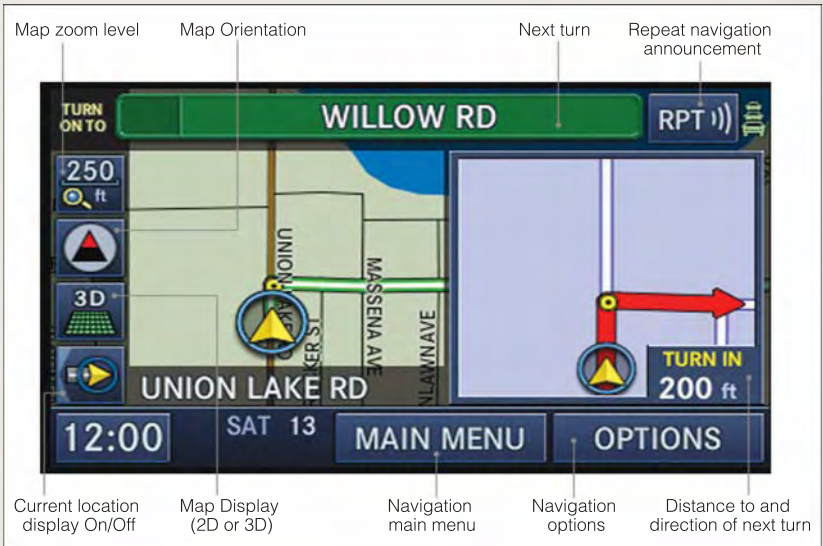 Map zoom level
Map Orientation
Next turn
Repeat navigation
announcement
TURN
ON TO
WILLOW RD
RPT
250
ft
3D
UNION LAKE RD
MASSENA AVE
KER ST
NLAWNAVE
TURN IN
200 ft
UNION LAKE RD
12:00
SAT 13
MAIN MENU
OPTIONS
Current location
display On/Off
Map Display
(2D or 3D)
Navigation
main menu
Navigation
options
Distance to and
direction of next turn